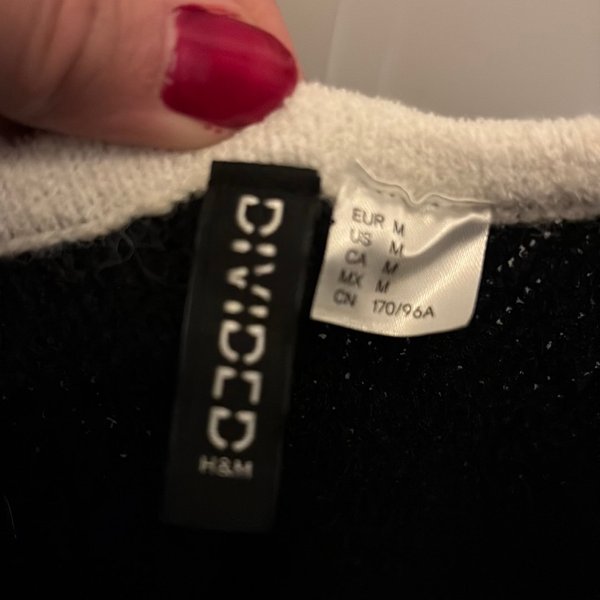 DIVIDED
H&M
EUR M
US M
CA M
MX M
CN 170/96A